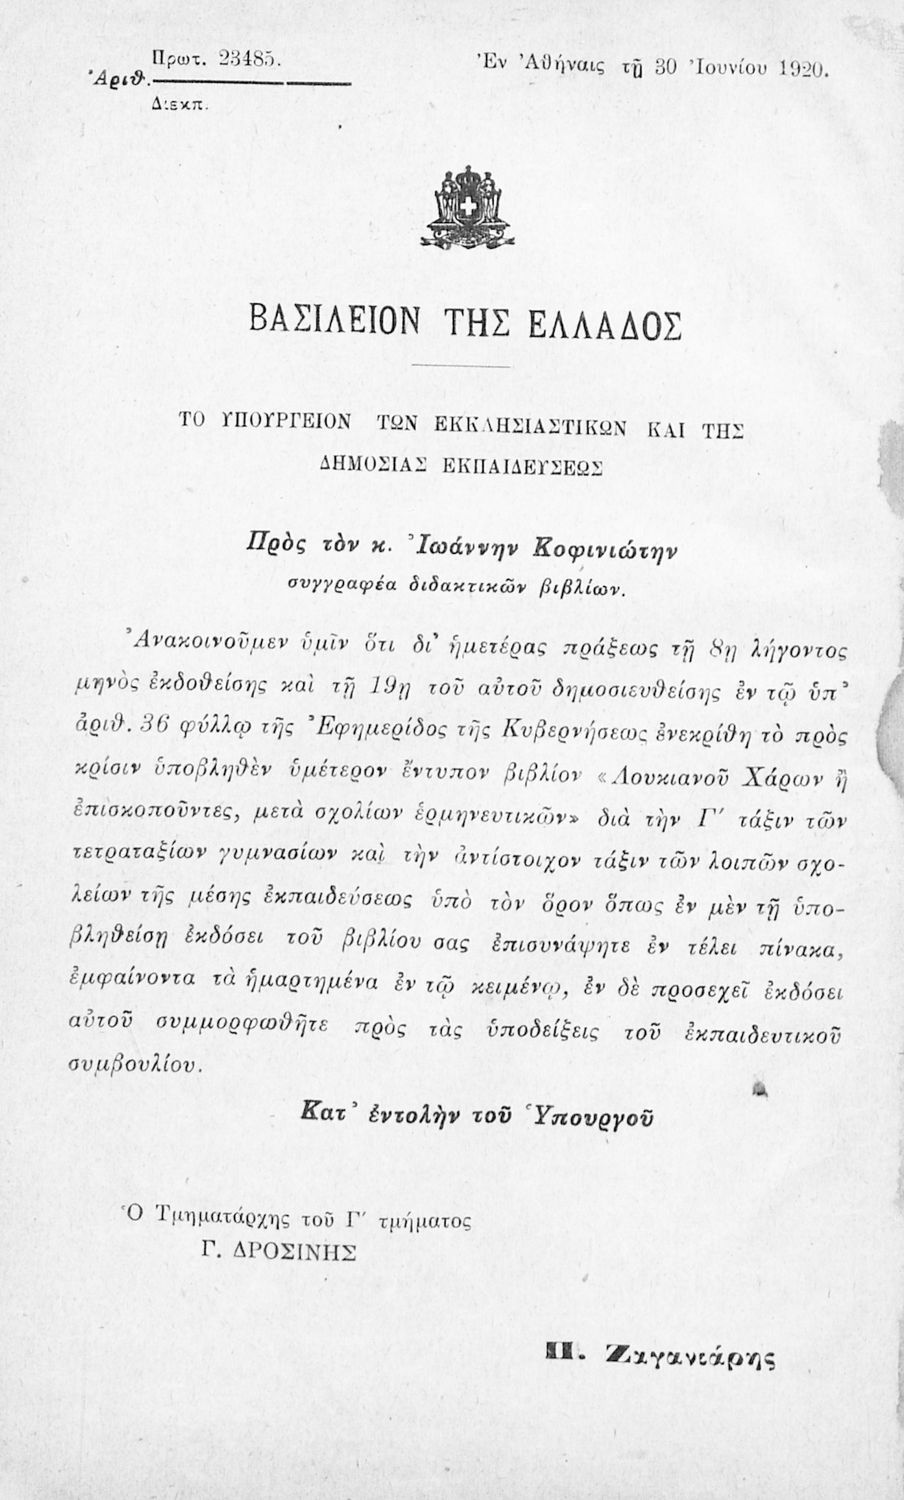 Πρωτ. 23485.
Ἀριθ.
Διεκπ.
Ἐν Ἀθήναις τῇ 30 Ἰουνίου 1920.
ΒΑΣΙΛΕΙΟΝ ΤΗΣ ΕΛΛΑΔΟΣ
ΤΟ ΥΠΟΥΡΓΕΙΟΝ ΤΩΝ ΕΚΚΛΗΣΙΑΣΤΙΚΩΝ ΚΑΙ ΤΗΣ
ΔΗΜΟΣΙΑΣ ΕΚΠΑΙΔΕΥΣΕΩΣ
Πρὸς τὸν κ. Ἰωάννην Κοφινιώτην
συγγραφέα διδακτικῶν βιβλίων.
Ἀνακοινοῦμεν ὑμῖν ὅτι δι' ἡμετέρας πράξεως τῇ 8ῃ λήγοντος
μηνὸς ἐκδοθείσης καὶ τῇ 19ῃ τοῦ αὐτοῦ δημοσιευθείσης ἐν τῷ ὑπ'
ἀριθ. 36 φύλλῳ τῆς Ἐφημερίδος τῆς Κυβερνήσεως ἐνεκρίθη τὸ πρὸς
κρίσιν ὑποβληθὲν ὑμέτερον ἔντυπον βιβλίον «Λουκιανοῦ Χάρων ἢ
ἐπισκοποῦντες, μετὰ σχολίων ἑρμηνευτικῶν» διὰ τὴν Γ′ τάξιν τῶν
τετραταξίων γυμνασίων καὶ τὴν ἀντίστοιχον τάξιν τῶν λοιπῶν σχο-
λείων τῆς μέσης ἐκπαιδεύσεως ὑπὸ τὸν ὅρον ὅπως ἐν μὲν τῇ ὑπο-
βληθείσῃ ἐκδόσει τοῦ βιβλίου σας ἐπισυνάψητε ἐν τέλει πίνακα,
ἐμφαίνοντα τὰ ἡμαρτημένα ἐν τῷ κειμένῳ, ἐν δὲ προσεχεῖ ἐκδόσει
αὐτοῦ συμμορφωθῆτε πρὸς τὰς ὑποδείξεις τοῦ ἐκπαιδευτικοῦ
συμβουλίου.
Κατ' ἐντολὴν τοῦ Ὑπουργοῦ
Ὁ Τμηματάρχης τοῦ Γ′ τμήματος
Γ. ΔΡΟΣΙΝΗΣ
Π. Ζαγανιάρης